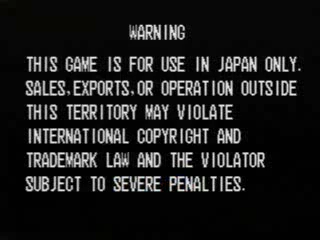 WARNING
THIS GAME IS FOR USE IN JAPAN ONLY.
SALES,EXPORTS,OR OPERATION OUTSIDE
THIS TERRITORY MAY VIOLATE
INTERNATIONAL COPYRIGHT AND
TRADEMARK LAW AND THE VIOLATOR
SUBJECT TO SEVERE PENALTIES.